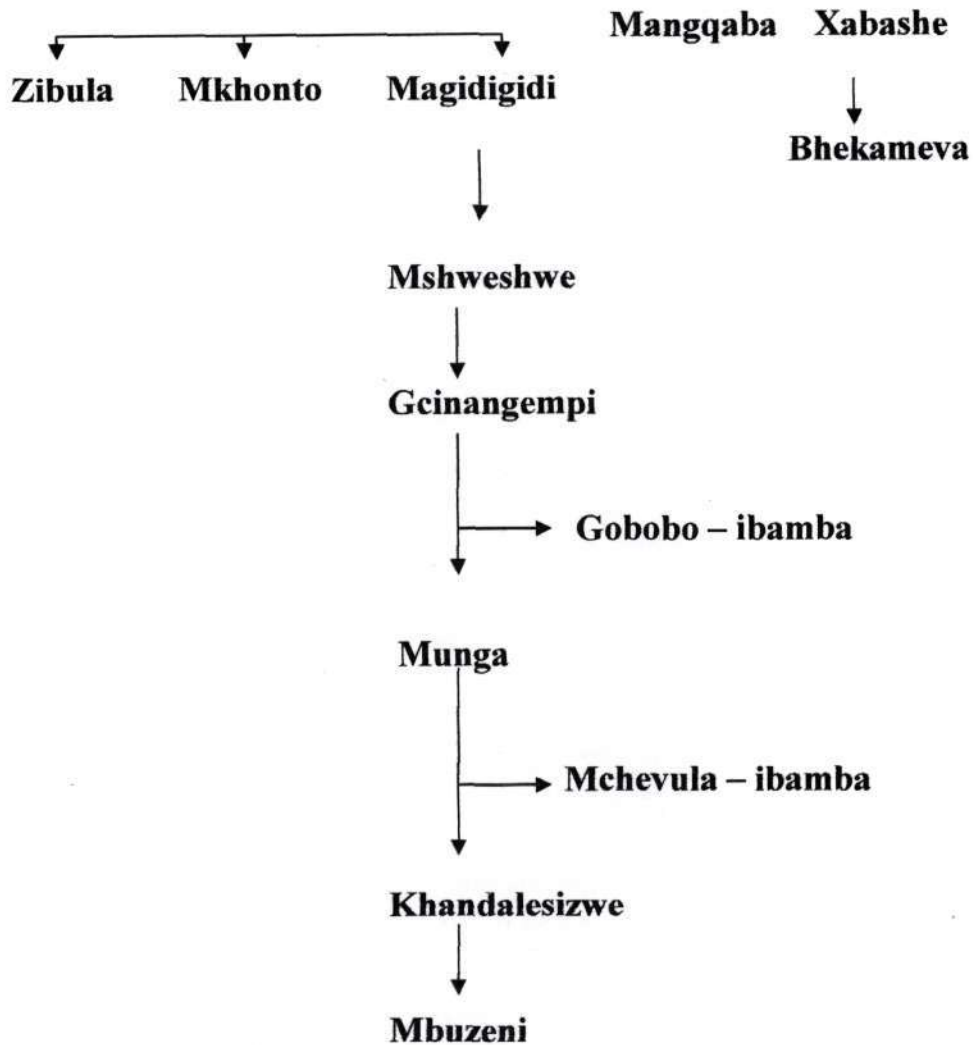 Mangqaba Xabashe
Zibula Mkhonto Magidigidi
Bhekameva
Mshweshwe
Gcinangempi
Gobobo – ibamba
Munga
Mchevula – ibamba
Khandalesizwe
Mbuzeni